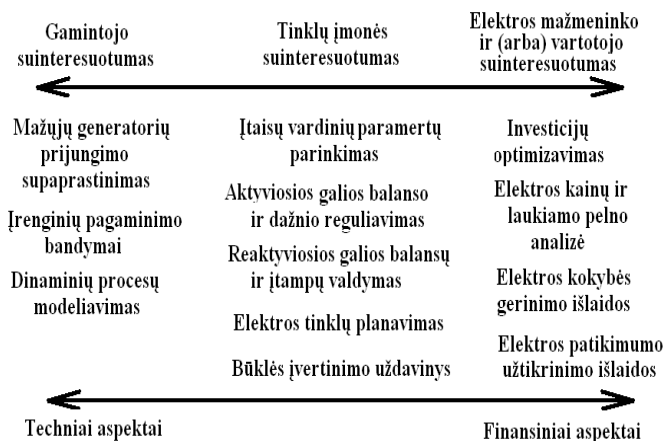 Gamintojo
suinteresuotumas
Tinklų įmonės
suinteresuotumas
Elektros mažmeninko
ir (arba) vartotojo
suinteresuotumas
Mažųjų generatorių
prijungimo
supaprastinimas
Įrenginių pagaminimo
bandymai
Dinaminių procesų
modeliavimas
Įtaisų vardinių paramertų
parinkimas
Aktyviosios galios balanso
ir dažnio reguliavimas
Reaktyviosios galios balansų
ir įtampų valdymas
Elektros tinklų planavimas
Būklės įvertinimo uždavinys
Investicijų
optimizavimas
Elektros kainų ir
laukiamo pelno
analizė
Elektros kokybės
gerinimo išlaidos
Elektros patikimumo
užtikrinimo išlaidos
Techniai aspektai
Finansiniai aspektai